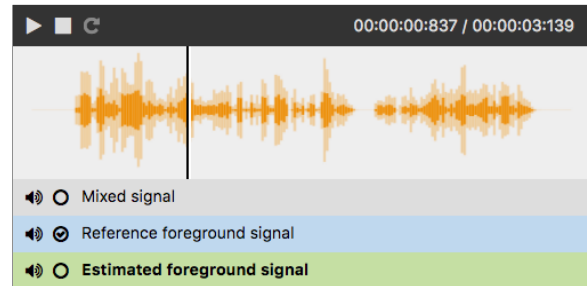 00:00:00:837 / 00:00:03:139
Mixed signal
Reference foreground signal
Estimated foreground signal